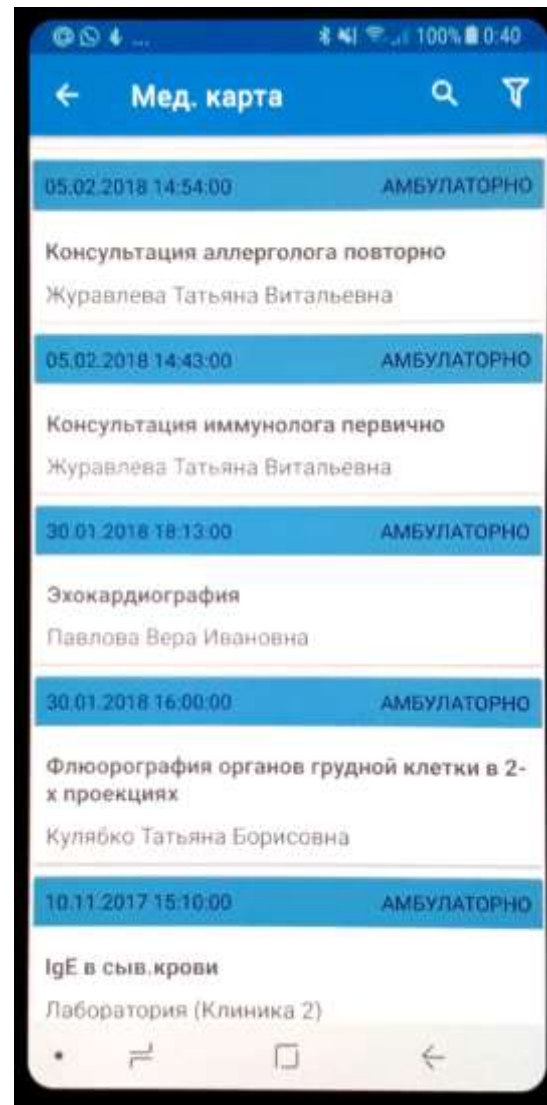 100% 0:40
Мед. карта
05.02.2018 14:54:00 АМБУЛАТОРНО
Консультация аллерголога повторно
Журавлева Татьяна Витальевна
05.02.2018 14:43:00 АМБУЛАТОРНО
Консультация иммунолога первично
Журавлева Татьяна Витальевна
30.01.2018 18:13:00 АМБУЛАТОРНО
Эхокардиография
Павлова Вера Ивановна
30.01.2018 16:00:00 АМБУЛАТОРНО
Флюорография органов грудной клетки в 2-
х проекциях
Кулябко Татьяна Борисовна
10.11.2017 15:10:00 АМБУЛАТОРНО
IgE в сыв.крови
Лаборатория (Клиника 2)